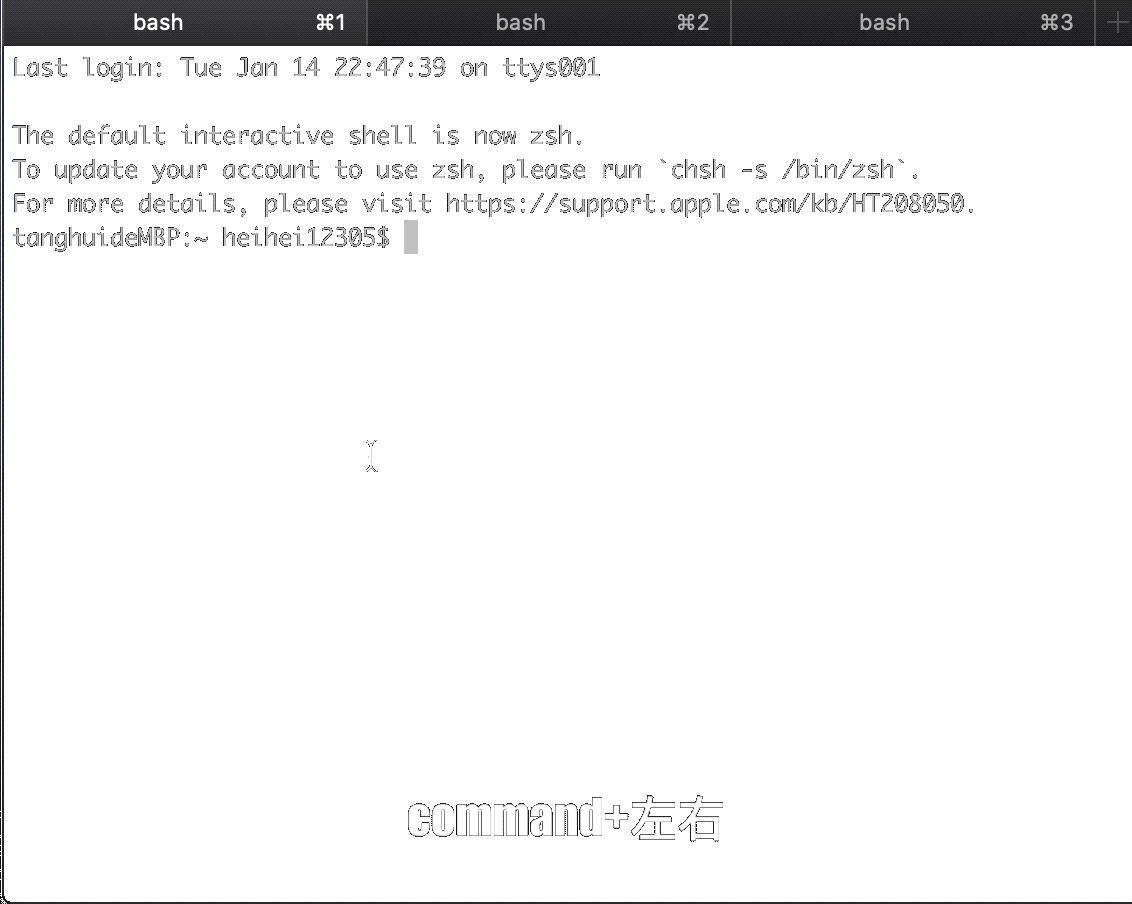 bash ⌘1 bash ⌘2 bash ⌘3 +
Last login: Tue Jan 14 22:47:39 on ttys001
The default interactive shell is now zsh.
To update your account to use zsh, please run `chsh -s /bin/zsh`.
For more details, please visit https://support.apple.com/kb/HT208050.
tanghuideMBP:~ heihei12305$
command+左右